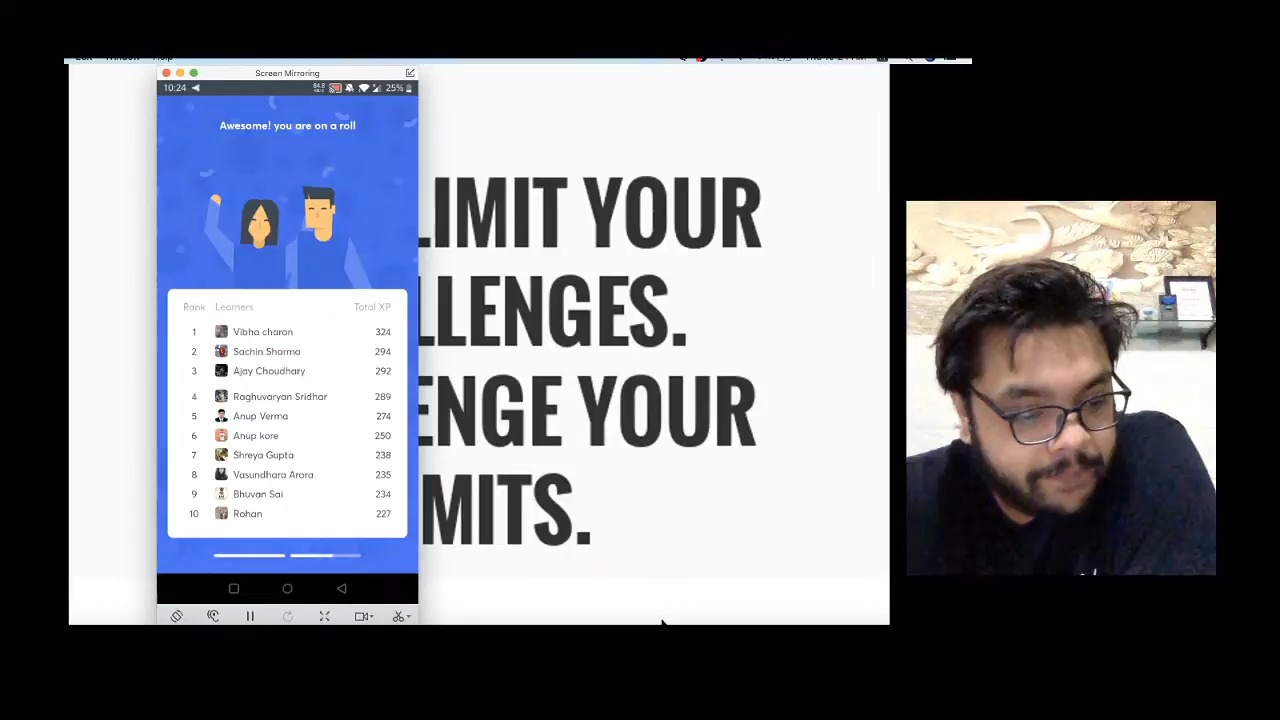 Screen Mirroring
10:24
25%
Awesome! you are on a roll
Rank Learners Total XP
1 Vibha charan 324
2 Sachin Sharma 294
3 Ajay Choudhary 292
4 Raghuvaryan Sridhar 289
5 Anup Verma 274
6 Anup kore 250
7 Shreya Gupta 238
8 Vasundhara Arora 235
9 Bhuvan Sai 234
10 Rohan 227
LIMIT YOUR
LLENGES.
ENGE YOUR
MITS.